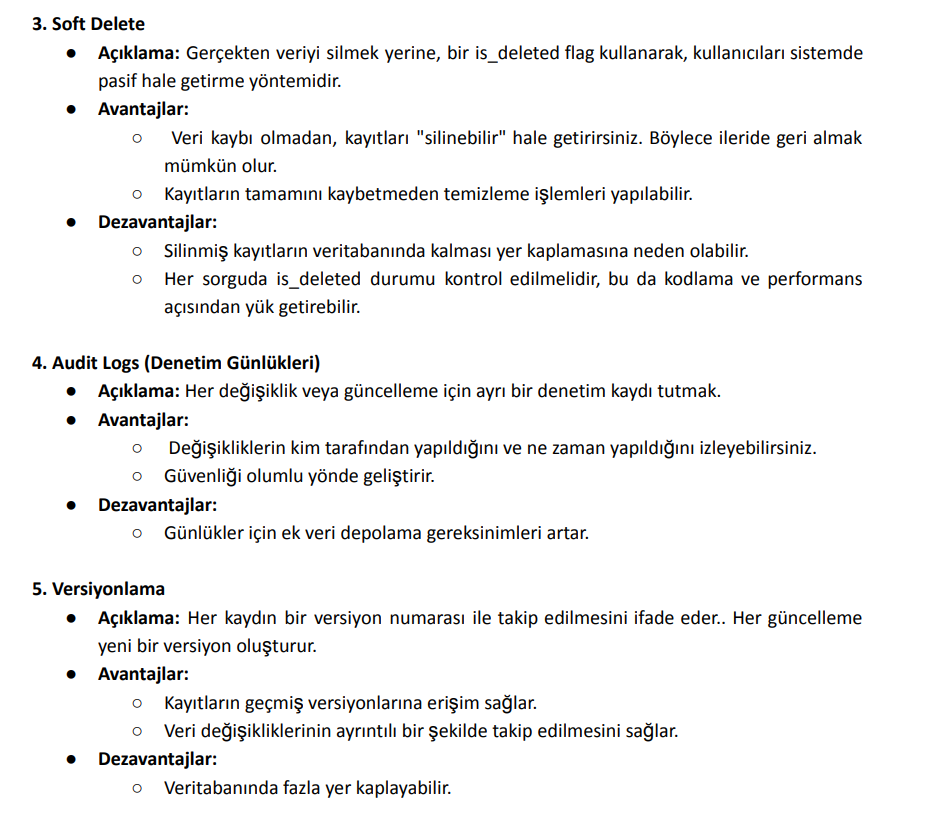 3. Soft Delete
● Açıklama: Gerçekten veriyi silmek yerine, bir is_deleted flag kullanarak, kullanıcıları sistemde
pasif hale getirme yöntemidir.
● Avantajlar:
○ Veri kaybı olmadan, kayıtları "silinebilir" hale getirirsiniz. Böylece ileride geri almak
mümkün olur.
○ Kayıtların tamamını kaybetmeden temizleme işlemleri yapılabilir.
● Dezavantajlar:
○ Silinmiş kayıtların veritabanında kalması yer kaplamasına neden olabilir.
○ Her sorguda is_deleted durumu kontrol edilmelidir, bu da kodlama ve performans
açısından yük getirebilir.
4. Audit Logs (Denetim Günlükleri)
● Açıklama: Her değişiklik veya güncelleme için ayrı bir denetim kaydı tutmak.
● Avantajlar:
○ Değişikliklerin kim tarafından yapıldığını ve ne zaman yapıldığını izleyebilirsiniz.
○ Güvenliği olumlu yönde geliştirir.
● Dezavantajlar:
○ Günlükler için ek veri depolama gereksinimleri artar.
5. Versiyonlama
● Açıklama: Her kaydın bir versiyon numarası ile takip edilmesini ifade eder.. Her güncelleme
yeni bir versiyon oluşturur.
● Avantajlar:
○ Kayıtların geçmiş versiyonlarına erişim sağlar.
○ Veri değişikliklerinin ayrıntılı bir şekilde takip edilmesini sağlar.
● Dezavantajlar:
○ Veritabanında fazla yer kaplayabilir.